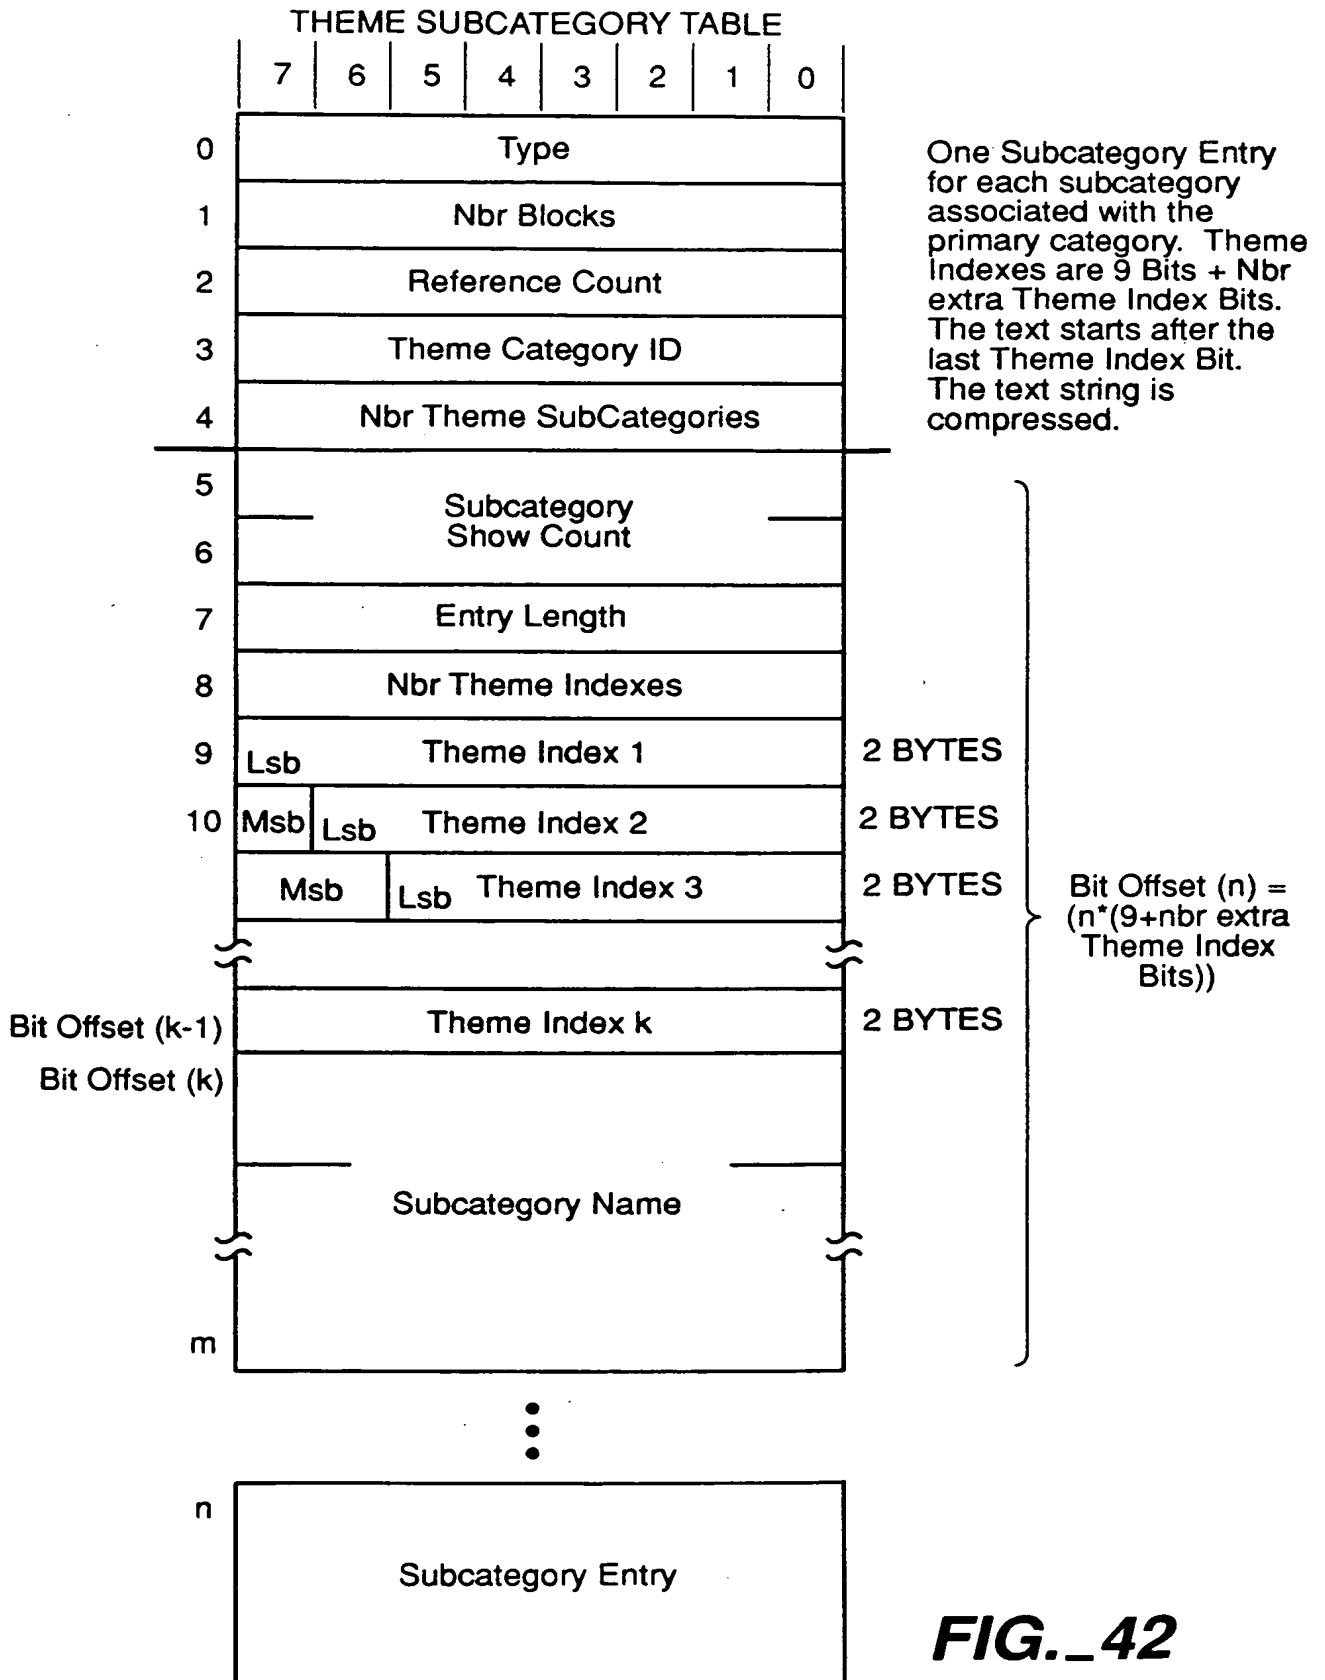 THEME SUBCATEGORY TABLE
7 6 5 4 3 2 1 0
0 Type
1 Nbr Blocks
2 Reference Count
3 Theme Category ID
4 Nbr Theme SubCategories
One Subcategory Entry
for each subcategory
associated with the
primary category. Theme
Indexes are 9 Bits + Nbr
extra Theme Index Bits.
The text starts after the
last Theme Index Bit.
The text string is
compressed.
5
Subcategory
Show Count
6
7 Entry Length
8 Nbr Theme Indexes
9 Lsb Theme Index 1 2 BYTES
10 Msb Lsb Theme Index 2 2 BYTES
Msb Lsb Theme Index 3 2 BYTES
Bit Offset (n) =
(n*(9+nbr extra
Theme Index
Bits))
Bit Offset (k-1) Theme Index k 2 BYTES
Bit Offset (k)
Subcategory Name
m
n
Subcategory Entry
FIG._42